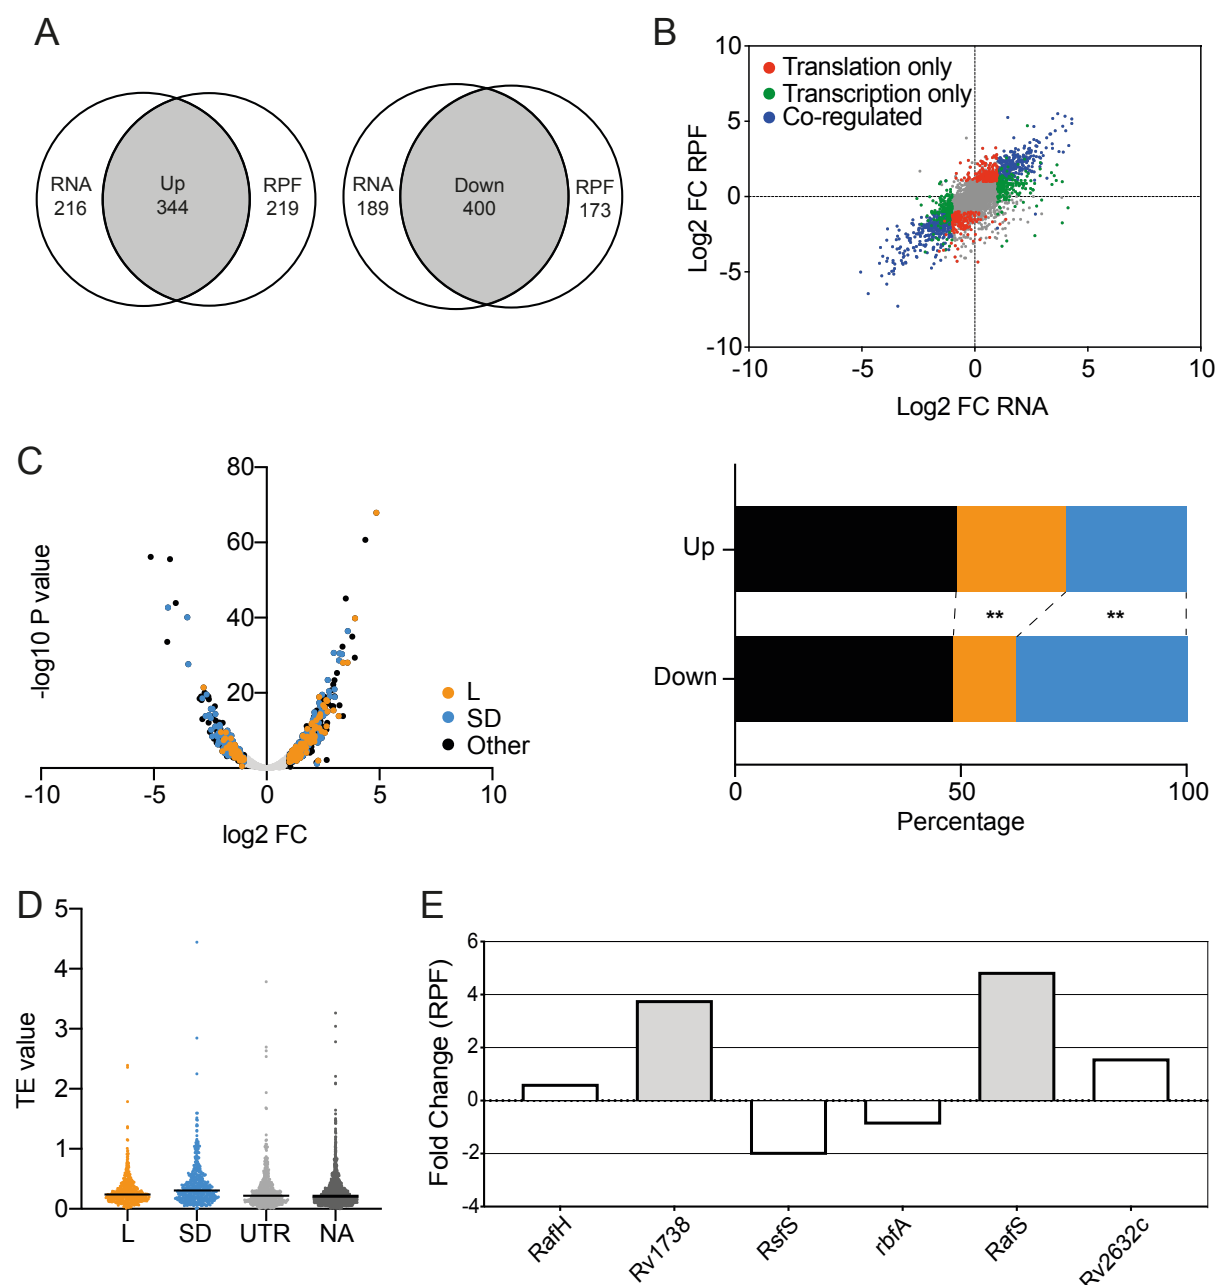 A
RNA
216
Up
344
RPF
219
RNA
189
Down
400
RPF
173
B
10
5
0
-5
-10
-10
-5
0
5
10
Translation only
Transcription only
Co-regulated
Log2 FC RPF
Log2 FC RNA
C
80
60
40
20
-10
-5
0
5
10
-log10 P value
log2 FC
L
SD
Other
Up
**
**
Down
0
50
100
Percentage
D
5
4
3
2
1
0
TE value
L
SD
UTR
NA
E
6
4
2
0
-2
-4
Fold Change (RPF)
RafH
Rv1738
RsfS
rbfA
RafS
Rv2632c